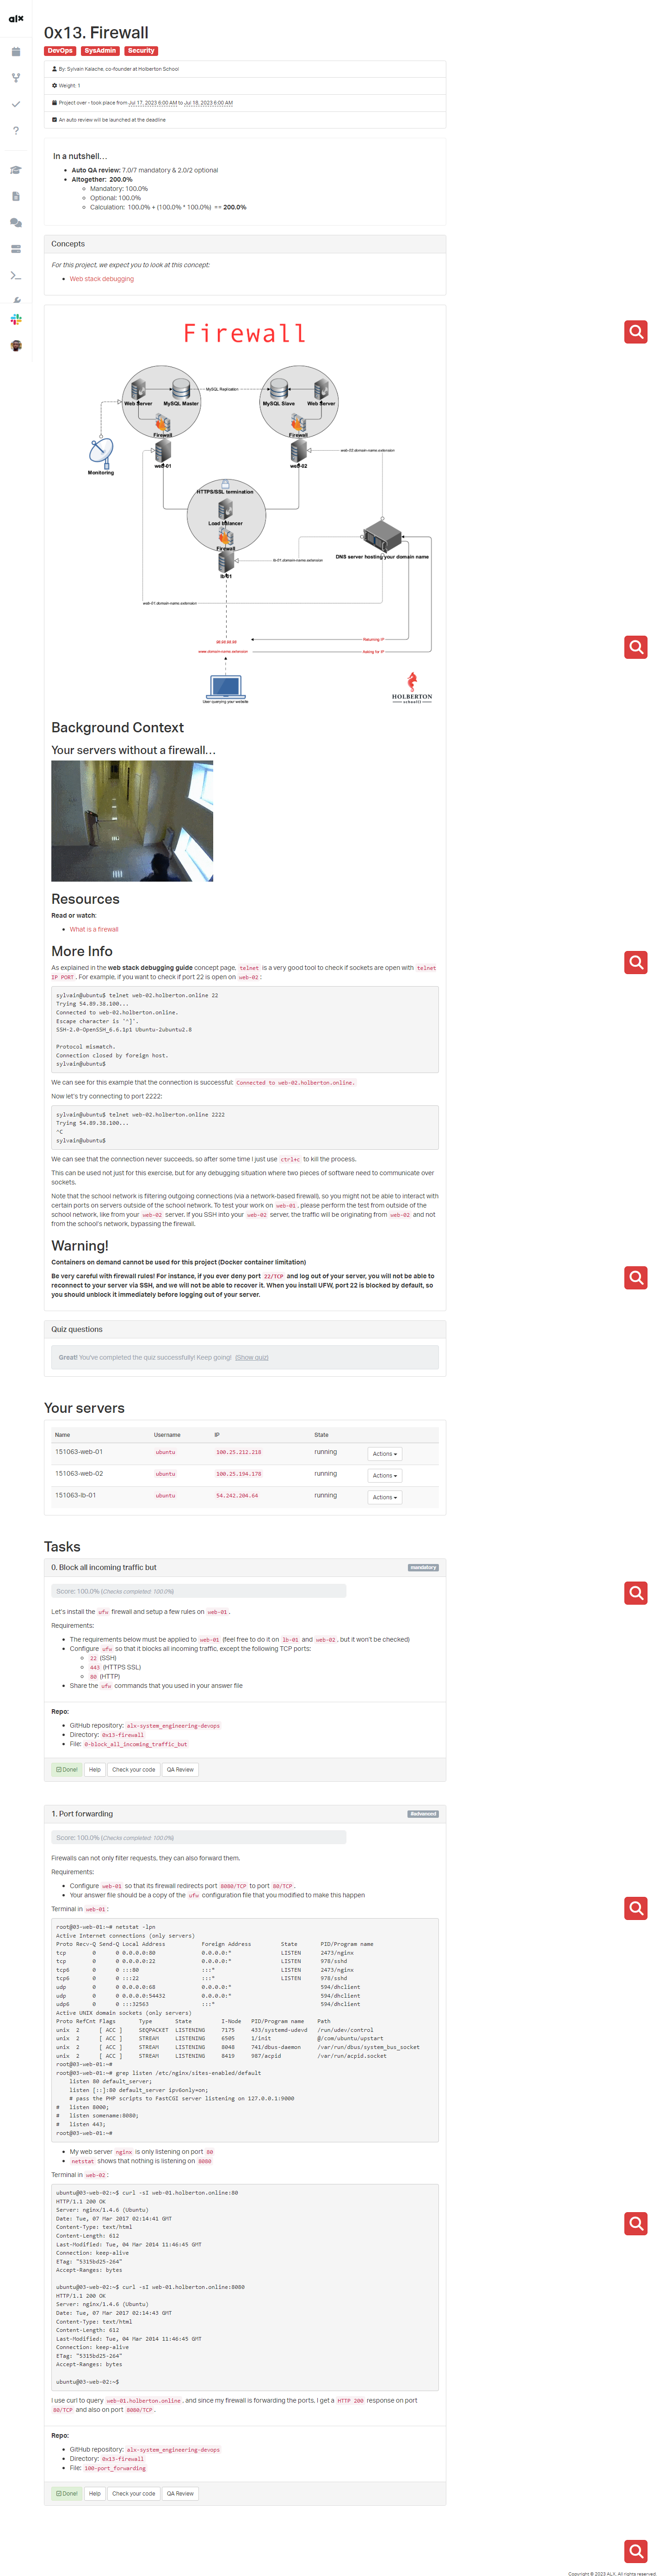 alx
0x13. Firewall
DevOps SysAdmin Security
By: Sylvain Kalache, co-founder at Holberton School
Weight: 1
Project over - took place from Jul 17, 2023 6:00 AM to Jul 18, 2023 6:00 AM
An auto review will be launched at the deadline
In a nutshell…
Auto QA review: 7.0/7 mandatory & 2.0/2 optional
Altogether: 200.0%
Mandatory: 100.0%
Optional: 100.0%
Calculation: 100.0% + (100.0% * 100.0%) == 200.0%
Concepts
For this project, we expect you to look at this concept:
Web stack debugging
Firewall
MySQL Replication
Web Server MySQL Master MySQL Slave Web Server
Firewall Firewall
web-01 web-02
web-02.domain-name.extension
Monitoring
HTTPS/SSL termination
Load balancer
Firewall
DNS server hosting your domain name
lb-01.domain-name.extension
lb-01
web-01.domain-name.extension
Returning IP
www.domain-name.extension Asking for IP
User querying your website
HOLBERTON
Background Context
Your servers without a firewall…
Resources
Read or watch:
What is a firewall
More Info
As explained in the web stack debugging guide concept page, telnet is a very good tool to check if sockets are open with telnet
IP PORT. For example, if you want to check if port 22 is open on web-02:
sylvain@ubuntu$ telnet web-02.holberton.online 22
Trying 54.89.38.100...
Connected to web-02.holberton.online.
Escape character is '^]'.
SSH-2.0-OpenSSH_6.6.1p1 Ubuntu-2ubuntu2.8
Protocol mismatch.
Connection closed by foreign host.
sylvain@ubuntu$
We can see for this example that the connection is successful: Connected to web-02.holberton.online.
Now let's try connecting to port 2222:
sylvain@ubuntu$ telnet web-02.holberton.online 2222
Trying 54.89.38.100...
^C
sylvain@ubuntu$
We can see that the connection never succeeds, so after some time I just use ctrl+c to kill the process.
This can be used not just for this exercise, but for any debugging situation where two pieces of software need to communicate over
sockets.
Note that the school network is filtering outgoing connections (via a network-based firewall), so you might not be able to interact with
certain ports on servers outside of the school network. To test your work on web-01, please perform the test from outside of the
school network, like from your web-02 server. If you SSH into your web-02 server, the traffic will be originating from web-02 and not
from the school's network, bypassing the firewall.
Warning!
Containers on demand cannot be used for this project (Docker container limitation)
Be very careful with firewall rules! For instance, if you ever deny port 22/TCP and log out of your server, you will not be able to
reconnect to your server via SSH, and we will not be able to recover it. When you install UFW, port 22 is blocked by default, so
you should unblock it immediately before logging out of your server.
Quiz questions
Great! You've completed the quiz successfully! Keep going! (Show quiz)
Your servers
Name Username IP State
151063-web-01 ubuntu 100.25.212.218 running Actions
151063-web-02 ubuntu 100.25.194.178 running Actions
151063-lb-01 ubuntu 54.242.204.64 running Actions
Tasks
0. Block all incoming traffic but mandatory
Score: 100.0% (Checks completed: 100.0%)
Let's install the ufw firewall and setup a few rules on web-01.
Requirements:
The requirements below must be applied to web-01 (feel free to do it on lb-01 and web-02, but it won't be checked)
Configure ufw so that it blocks all incoming traffic, except the following TCP ports:
22 (SSH)
443 (HTTPS SSL)
80 (HTTP)
Share the ufw commands that you used in your answer file
Repo:
GitHub repository: alx-system_engineering-devops
Directory: 0x13-firewall
File: 0-block_all_incoming_traffic_but
Done! Help Check your code QA Review
1. Port forwarding #advanced
Score: 100.0% (Checks completed: 100.0%)
Firewalls can not only filter requests, they can also forward them.
Requirements:
Configure web-01 so that its firewall redirects port 8080/TCP to port 80/TCP.
Your answer file should be a copy of the ufw configuration file that you modified to make this happen
Terminal in web-01:
root@03-web-01:~# netstat -lpn
Active Internet connections (only servers)
Proto Recv-Q Send-Q Local Address Foreign Address State PID/Program name
tcp 0 0 0.0.0.0:80 0.0.0.0:* LISTEN 2473/nginx
tcp 0 0 0.0.0.0:22 0.0.0.0:* LISTEN 978/sshd
tcp6 0 0 :::80 :::* LISTEN 2473/nginx
tcp6 0 0 :::22 :::* LISTEN 978/sshd
udp 0 0 0.0.0.0:68 0.0.0.0:* 594/dhclient
udp 0 0 0.0.0.0:54432 0.0.0.0:* 594/dhclient
udp6 0 0 :::32563 :::* 594/dhclient
Active UNIX domain sockets (only servers)
Proto RefCnt Flags Type State I-Node PID/Program name Path
unix 2 [ ACC ] SEQPACKET LISTENING 7175 433/systemd-udevd /run/udev/control
unix 2 [ ACC ] STREAM LISTENING 6505 1/init @/com/ubuntu/upstart
unix 2 [ ACC ] STREAM LISTENING 8048 741/dbus-daemon /var/run/dbus/system_bus_socket
unix 2 [ ACC ] STREAM LISTENING 8419 987/acpid /var/run/acpid.socket
root@03-web-01:~#
root@03-web-01:~# grep listen /etc/nginx/sites-enabled/default
listen 80 default_server;
listen [::]:80 default_server ipv6only=on;
# pass the PHP scripts to FastCGI server listening on 127.0.0.1:9000
# listen 8000;
# listen somename:8080;
# listen 443;
root@03-web-01:~#
My web server nginx is only listening on port 80
netstat shows that nothing is listening on 8080
Terminal in web-02:
ubuntu@03-web-02:~$ curl -sI web-01.holberton.online:80
HTTP/1.1 200 OK
Server: nginx/1.4.6 (Ubuntu)
Date: Tue, 07 Mar 2017 02:14:41 GMT
Content-Type: text/html
Content-Length: 612
Last-Modified: Tue, 04 Mar 2014 11:46:45 GMT
Connection: keep-alive
ETag: "5315bd25-264"
Accept-Ranges: bytes
ubuntu@03-web-02:~$ curl -sI web-01.holberton.online:8080
HTTP/1.1 200 OK
Server: nginx/1.4.6 (Ubuntu)
Date: Tue, 07 Mar 2017 02:14:43 GMT
Content-Type: text/html
Content-Length: 612
Last-Modified: Tue, 04 Mar 2014 11:46:45 GMT
Connection: keep-alive
ETag: "5315bd25-264"
Accept-Ranges: bytes
ubuntu@03-web-02:~$
I use curl to query web-01.holberton.online, and since my firewall is forwarding the ports, I get a HTTP 200 response on port
80/TCP and also on port 8080/TCP.
Repo:
GitHub repository: alx-system_engineering-devops
Directory: 0x13-firewall
File: 100-port_forwarding
Done! Help Check your code QA Review
Copyright © 2023 ALX, All rights reserved.